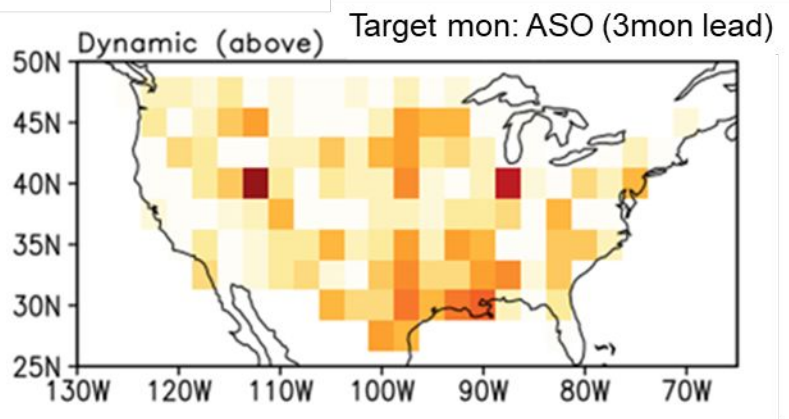 Target mon: ASO (3mon lead)
Dynamic (above)
50N
45N
40N
35N
30N
25N
130W 120W 110W 100W 90W 80W 70W